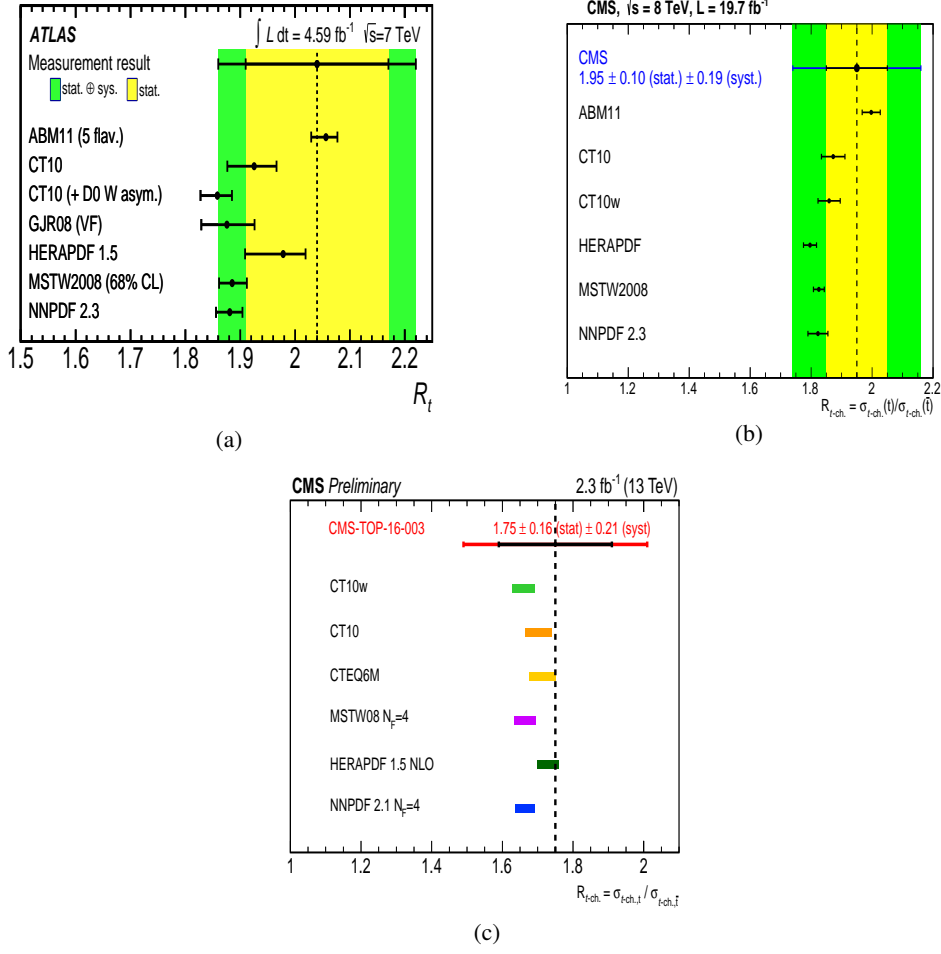 ATLAS
∫ L dt = 4.59 fb⁻¹ √s=7 TeV
Measurement result
stat. ⊕ sys. stat.
ABM11 (5 flav.)
CT10
CT10 (+ D0 W asym.)
GJR08 (VF)
HERAPDF 1.5
MSTW2008 (68% CL)
NNPDF 2.3
1.5 1.6 1.7 1.8 1.9 2 2.1 2.2
Rₜ
(a)
CMS, √s = 8 TeV, L = 19.7 fb⁻¹
CMS
1.95 ± 0.10 (stat.) ± 0.19 (syst.)
ABM11
CT10
CT10w
HERAPDF
MSTW2008
NNPDF 2.3
1 1.2 1.4 1.6 1.8 2 2.2
R_{t-ch.} = σ_{t-ch.}(t)/σ_{t-ch.}(t̄)
(b)
CMS Preliminary 2.3 fb⁻¹ (13 TeV)
CMS-TOP-16-003 1.75 ± 0.16 (stat) ± 0.21 (syst)
CT10w
CT10
CTEQ6M
MSTW08 N_F=4
HERAPDF 1.5 NLO
NNPDF 2.1 N_F=4
1 1.2 1.4 1.6 1.8 2
R_{t-ch.} = σ_{t-ch.,t} / σ_{t-ch.,t̄}
(c)